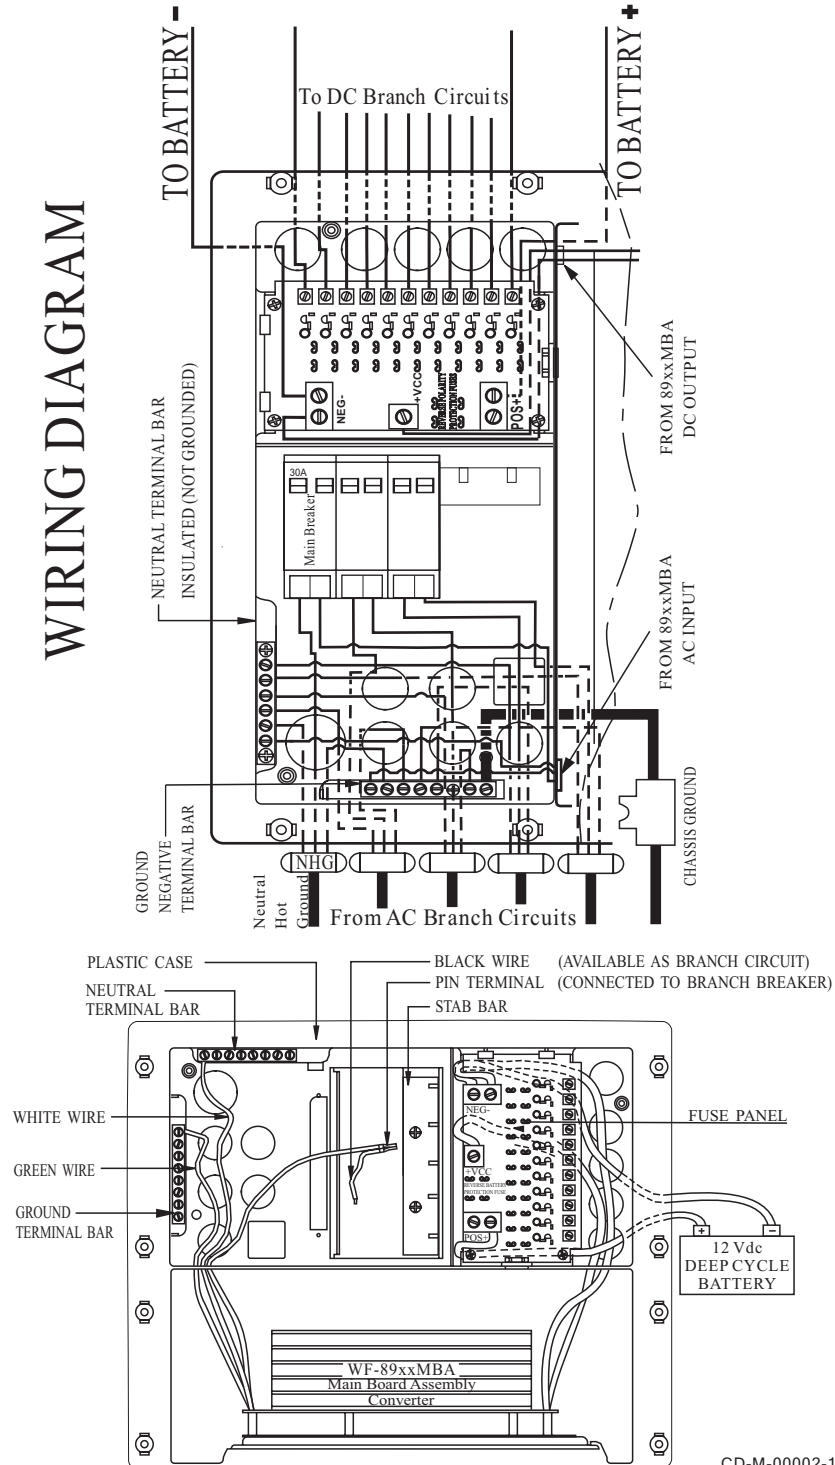 WIRING DIAGRAM
TO BATTERY -
TO BATTERY +
To DC Branch Circuits
NEUTRAL TERMINAL BAR
INSULATED (NOT GROUNDED)
NEG-
+VCC
REVERSE POLARITY
PROTECTION FUSES
POS+
FROM 89xxMBA
DC OUTPUT
30A
Main Breaker
FROM 89xxMBA
AC INPUT
GROUND
NEGATIVE
TERMINAL BAR
CHASSIS GROUND
NHG
Neutral
Hot
Ground
From AC Branch Circuits
PLASTIC CASE
NEUTRAL
TERMINAL BAR
BLACK WIRE (AVAILABLE AS BRANCH CIRCUIT)
PIN TERMINAL (CONNECTED TO BRANCH BREAKER)
STAB BAR
WHITE WIRE
GREEN WIRE
GROUND
TERMINAL BAR
NEG-
+VCC
REVERSE BATTERY
PROTECTION FUSE
POS+
FUSE PANEL
+ -
12 Vdc
DEEP CYCLE
BATTERY
WF-89xxMBA
Main Board Assembly
Converter
CD-M-00002-1